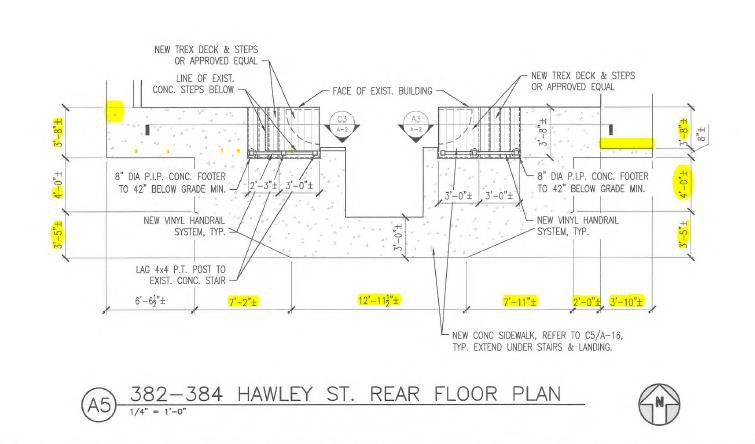 NEW TREX DECK & STEPS
OR APPROVED EQUAL
LINE OF EXIST.
CONC. STEPS BELOW
FACE OF EXIST. BUILDING
NEW TREX DECK & STEPS
OR APPROVED EQUAL
C3
A-2
A3
A-2
3'-8"±
3'-8"±
3'-8"±
8"±
8" DIA P.I.P. CONC. FOOTER
TO 42" BELOW GRADE MIN.
2'-3"±
3'-0"±
3'-0"±
3'-0"±
8" DIA P.I.P. CONC. FOOTER
TO 42" BELOW GRADE MIN.
4'-0"±
4'-0"±
NEW VINYL HANDRAIL
SYSTEM, TYP.
NEW VINYL HANDRAIL
SYSTEM, TYP.
3'-5"±
3'-0"±
3'-5"±
LAG 4x4 P.T. POST TO
EXIST. CONC. STAIR
6'-6½"±
7'-2"±
12'-11½"±
7'-11"±
2'-0"±
3'-10"±
NEW CONC SIDEWALK, REFER TO C5/A-16,
TYP. EXTEND UNDER STAIRS & LANDING.
A5
382-384 HAWLEY ST. REAR FLOOR PLAN
1/4" = 1'-0"
N